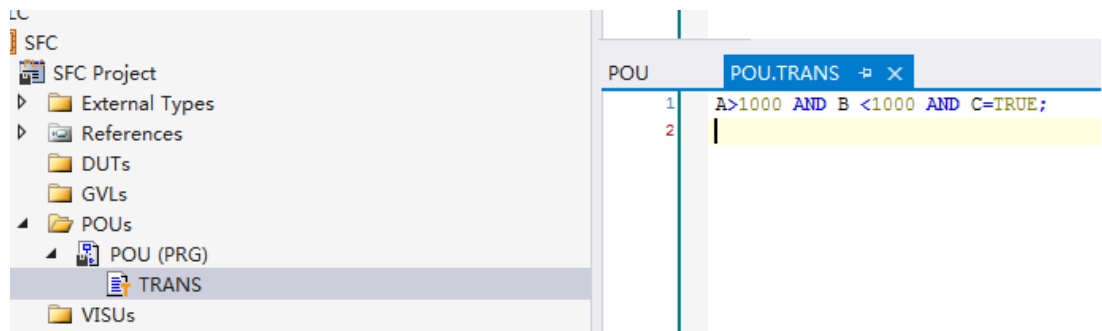 SFC
SFC Project
External Types
References
DUTs
GVLs
POUs
POU (PRG)
TRANS
VISUs
POU POU.TRANS
1 A>1000 AND B <1000 AND C=TRUE;
2